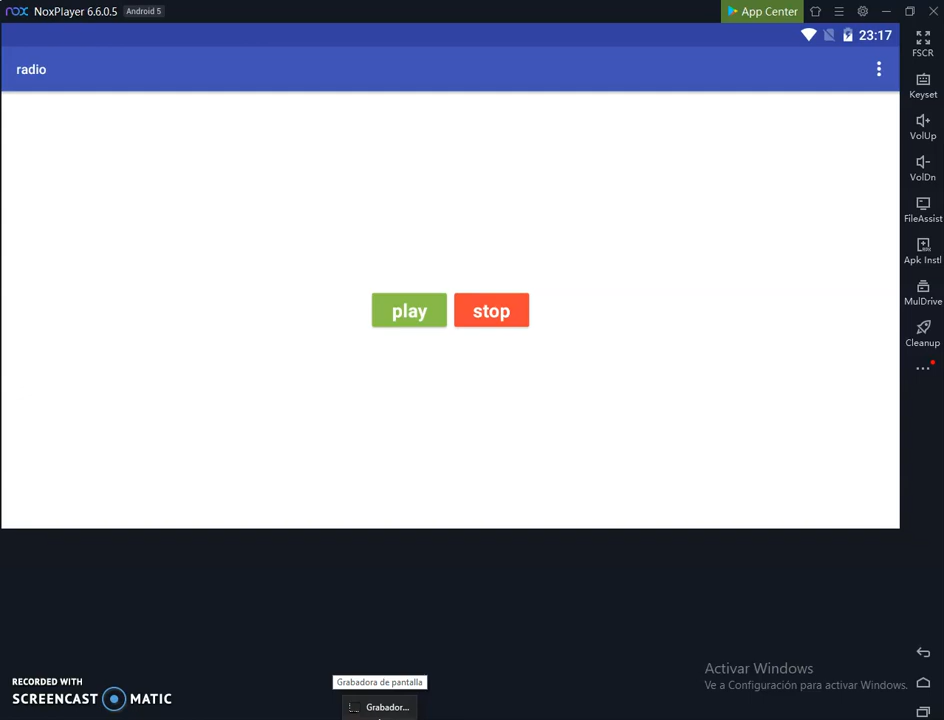 nox NoxPlayer 6.6.0.5 Android 5
App Center
23:17
radio
FSCR
Keyset
VolUp
VolDn
FileAssist
Apk Instl
MulDrive
Cleanup
play stop
Activar Windows
Ve a Configuración para activar Windows.
RECORDED WITH
SCREENCAST MATIC
Grabadora de pantalla
Grabador...